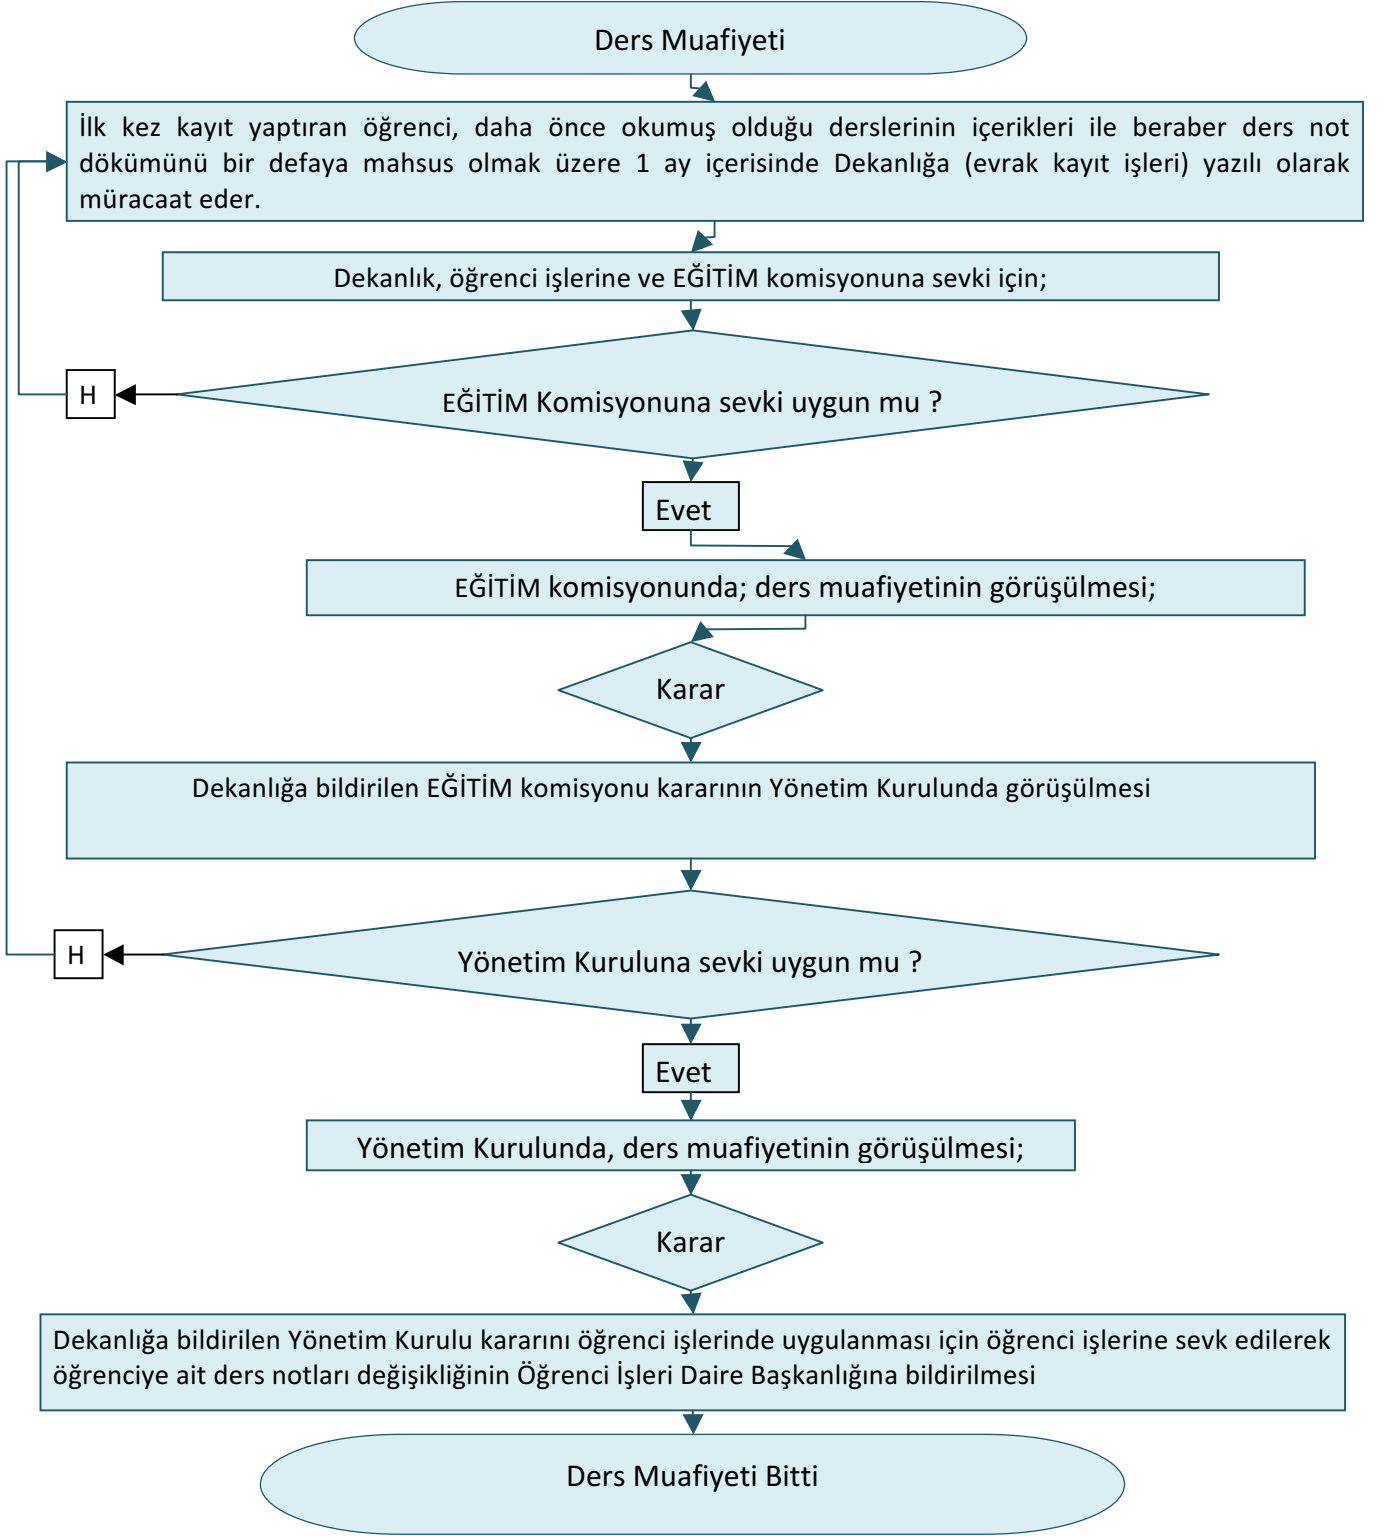 Ders Muafiyeti
İlk kez kayıt yaptıran öğrenci, daha önce okumuş olduğu derslerinin içerikleri ile beraber ders not
dökümünü bir defaya mahsus olmak üzere 1 ay içerisinde Dekanlığa (evrak kayıt işleri) yazılı olarak
müracaat eder.
Dekanlık, öğrenci işlerine ve EĞİTİM komisyonuna sevki için;
H
EĞİTİM Komisyonuna sevki uygun mu ?
Evet
EĞİTİM komisyonunda; ders muafiyetinin görüşülmesi;
Karar
Dekanlığa bildirilen EĞİTİM komisyonu kararının Yönetim Kurulunda görüşülmesi
H
Yönetim Kuruluna sevki uygun mu ?
Evet
Yönetim Kurulunda, ders muafiyetinin görüşülmesi;
Karar
Dekanlığa bildirilen Yönetim Kurulu kararını öğrenci işlerinde uygulanması için öğrenci işlerine sevk edilerek
öğrenciye ait ders notları değişikliğinin Öğrenci İşleri Daire Başkanlığına bildirilmesi
Ders Muafiyeti Bitti